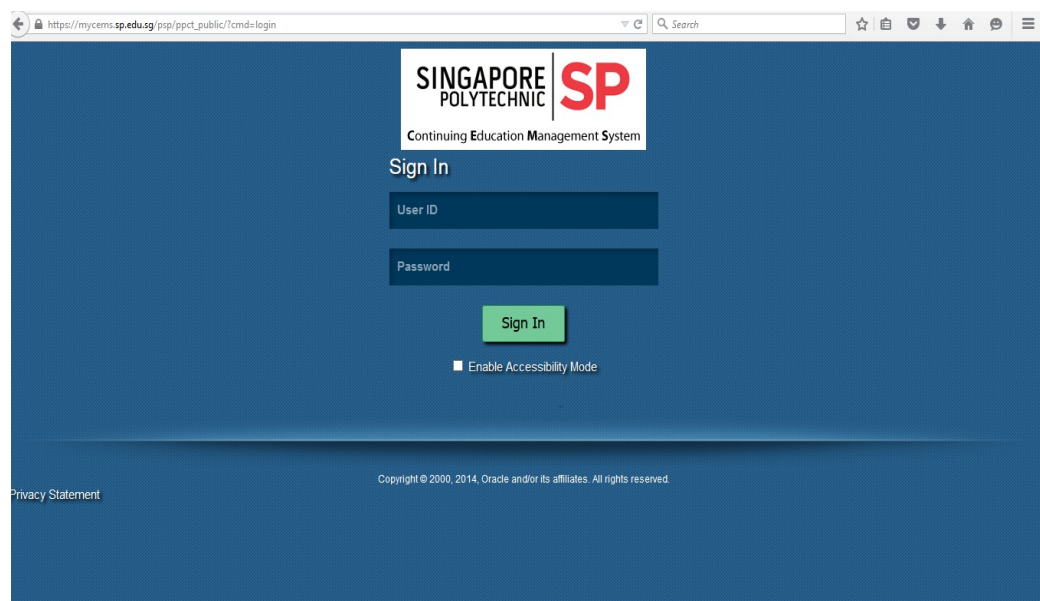 https://mycems.sp.edu.sg/psp/ppct_public/?cmd=login
Search
SINGAPORE
POLYTECHNIC
SP
Continuing Education Management System
Sign In
User ID
Password
Sign In
Enable Accessibility Mode
Copyright © 2000, 2014, Oracle and/or its affiliates. All rights reserved.
Privacy Statement